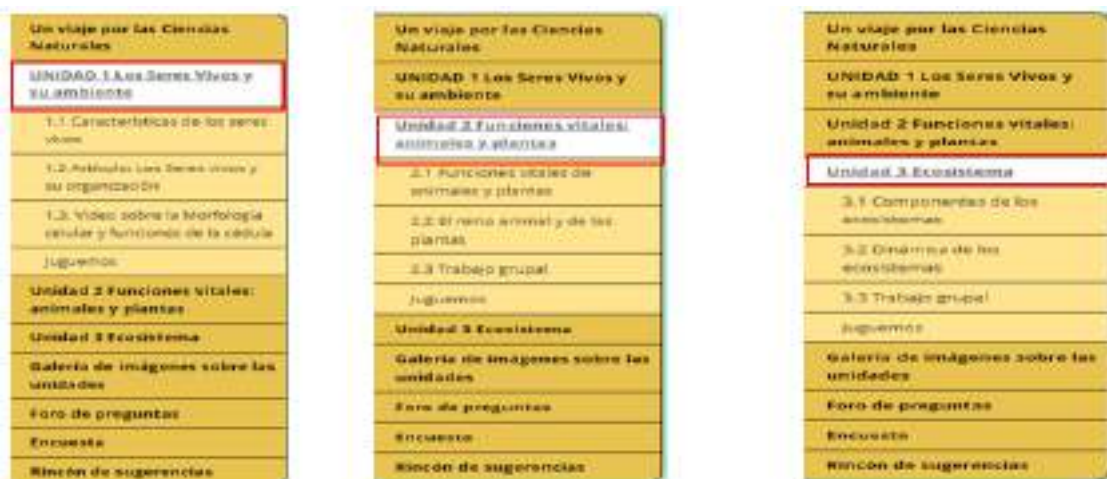 Un viaje por las Ciencias
Naturales
UNIDAD 1 Los Seres Vivos y
su ambiente
1.1 Características de los seres
vivos
1.2 Artículo: Los Seres vivos y
su organización
1.3. Video sobre la Morfología
celular y funciones de la cédula
Juguemos
Unidad 2 Funciones vitales:
animales y plantas
Unidad 3 Ecosistema
Galería de imágenes sobre las
unidades
Foro de preguntas
Encuesta
Rincón de sugerencias
Un viaje por las Ciencias
Naturales
UNIDAD 1 Los Seres Vivos y
su ambiente
Unidad 2 Funciones vitales:
animales y plantas
2.1 Funciones vitales de
animales y plantas
2.2 El reino animal y de las
plantas
2.3 Trabajo grupal
Juguemos
Unidad 3 Ecosistema
Galería de imágenes sobre las
unidades
Foro de preguntas
Encuesta
Rincón de sugerencias
Un viaje por las Ciencias
Naturales
UNIDAD 1 Los Seres Vivos y
su ambiente
Unidad 2 Funciones vitales:
animales y plantas
Unidad 3 Ecosistema
3.1 Componentes de los
ecosistemas
3.2 Dinámica de los
ecosistemas
3.3 Trabajo grupal
Juguemos
Galería de imágenes sobre las
unidades
Foro de preguntas
Encuesta
Rincón de sugerencias